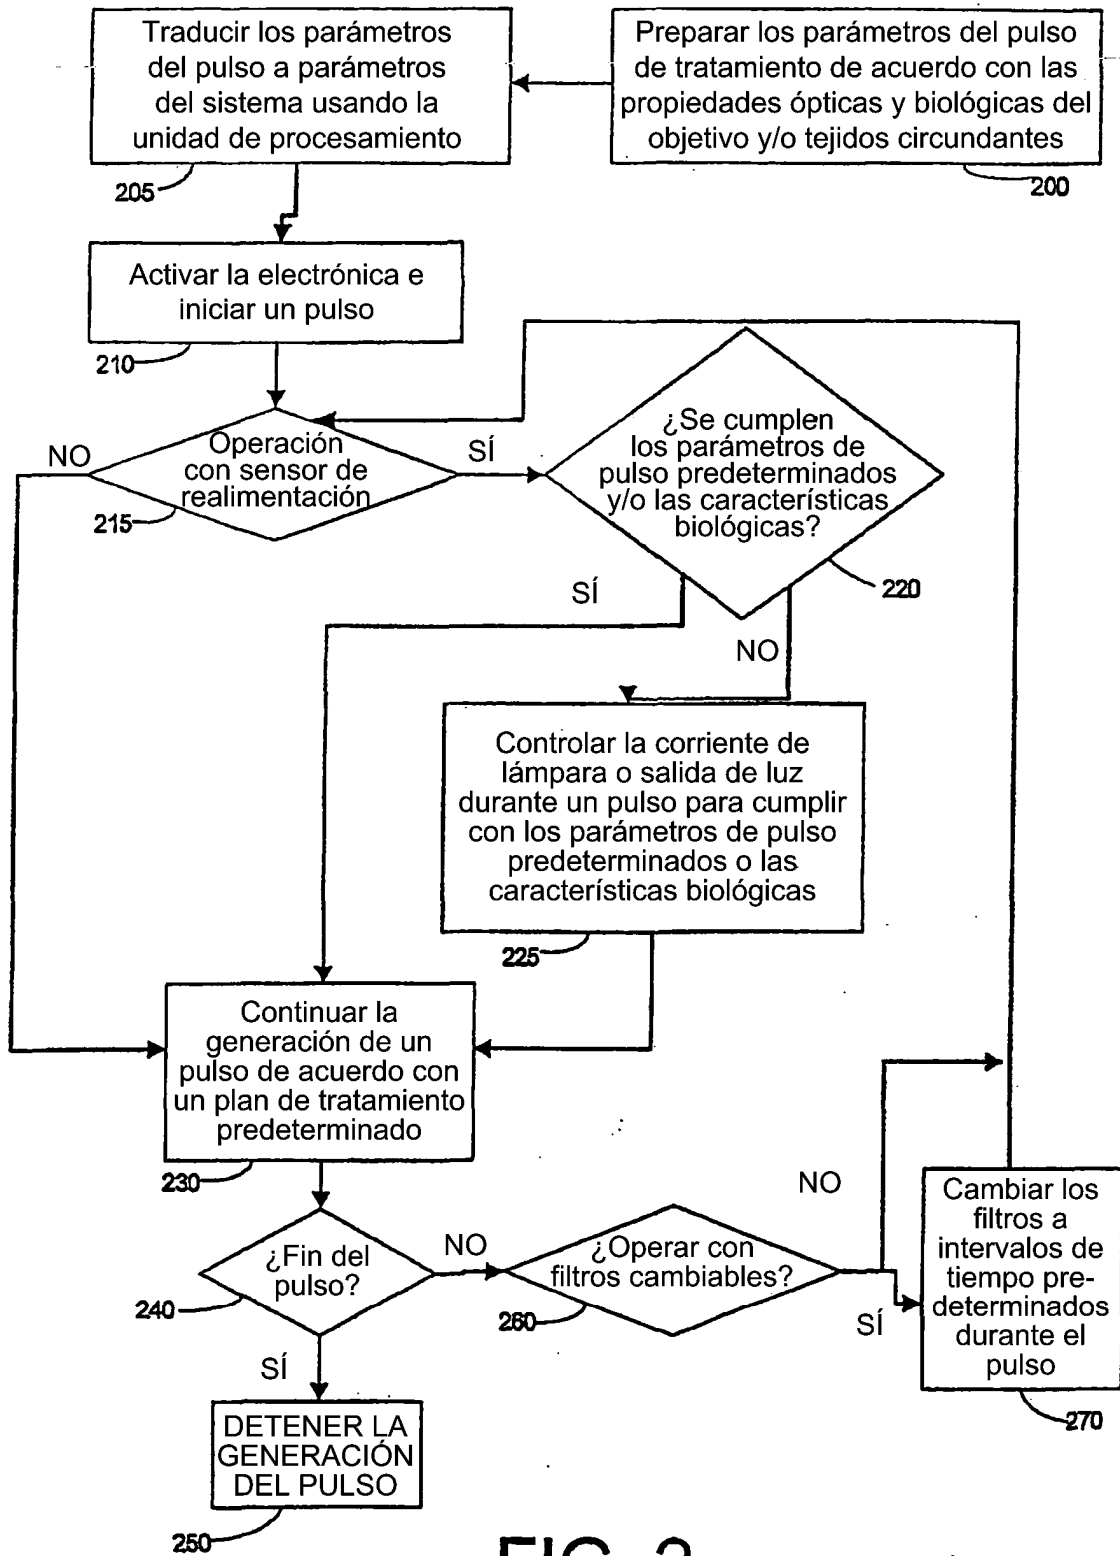 Traducir los parámetros
del pulso a parámetros
del sistema usando la
unidad de procesamiento
205
Preparar los parámetros del pulso
de tratamiento de acuerdo con las
propiedades ópticas y biológicas del
objetivo y/o tejidos circundantes
200
Activar la electrónica e
iniciar un pulso
210
NO
Operación
con sensor de
realimentación
215
SÍ
¿Se cumplen
los parámetros de
pulso predeterminados
y/o las características
biológicas?
220
SÍ
NO
Controlar la corriente de
lámpara o salida de luz
durante un pulso para cumplir
con los parámetros de pulso
predeterminados o las
características biológicas
225
Continuar la
generación de un
pulso de acuerdo con
un plan de tratamiento
predeterminado
230
¿Fin del
pulso?
240
NO
¿Operar con
filtros cambiables?
260
NO
SÍ
Cambiar los
filtros a
intervalos de
tiempo pre-
determinados
durante el
pulso
270
SÍ
DETENER LA
GENERACIÓN
DEL PULSO
250